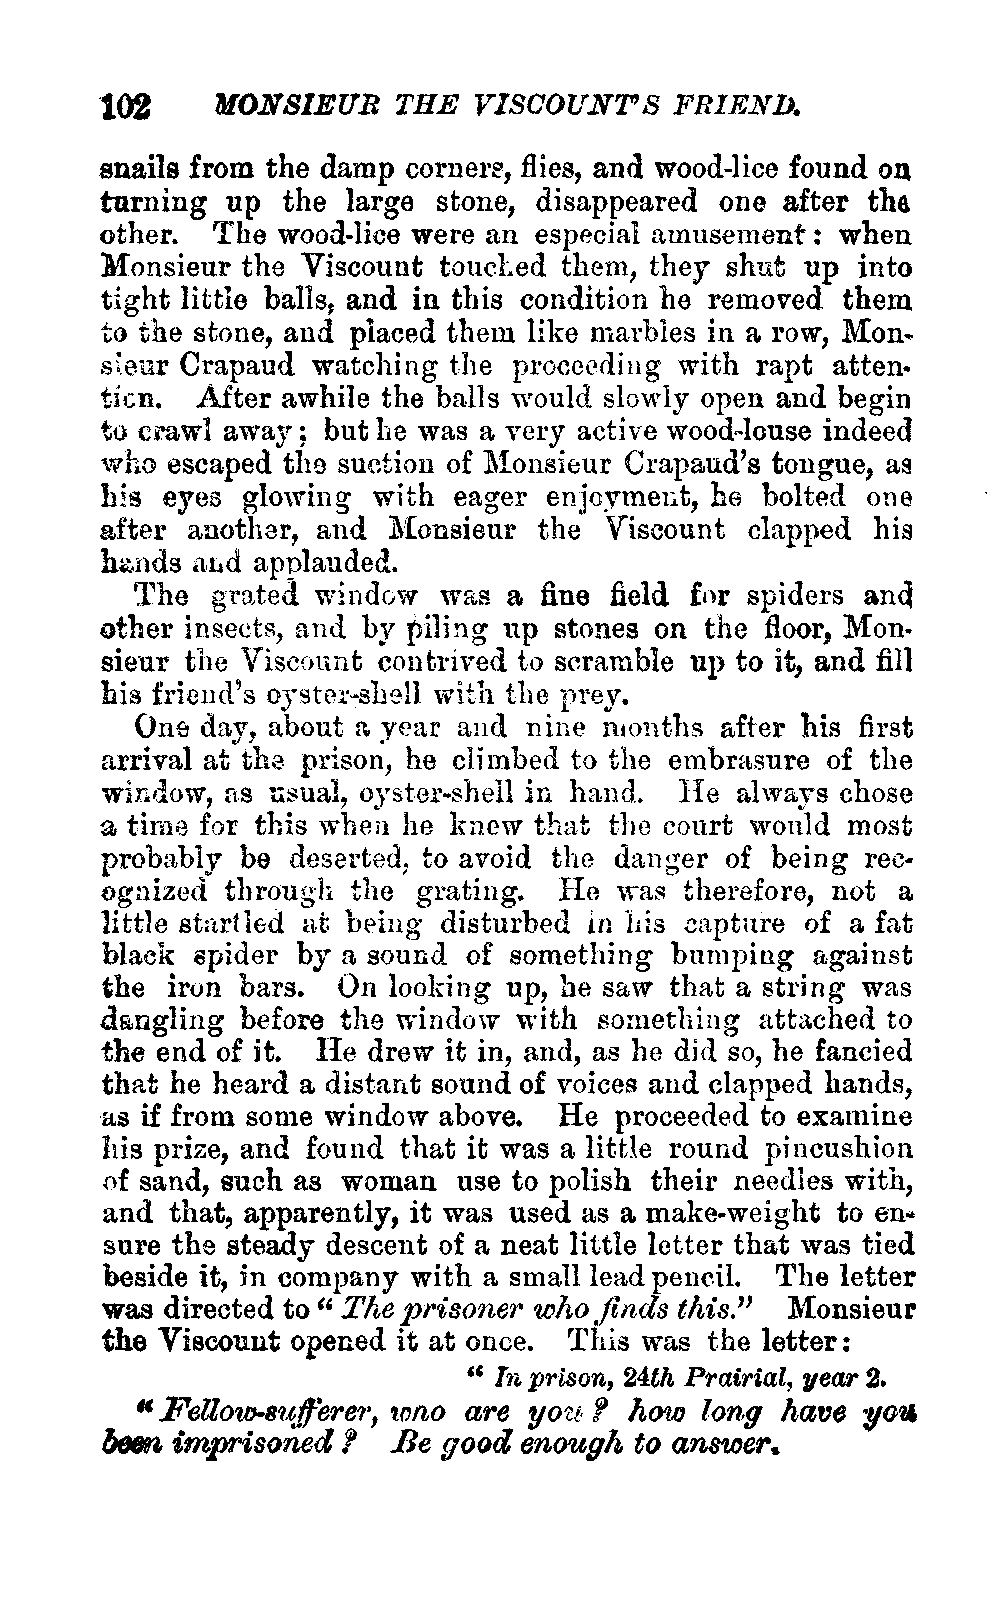 102 MONSIEUR THE VISCOUNT'S FRIEND.
snails from the damp corners, flies, and wood-lice found on
turning up the large stone, disappeared one after the
other. The wood-lice were an especial amusement: when
Monsieur the Viscount touched them, they shut up into
tight little balls, and in this condition he removed them
to the stone, and placed them like marbles in a row, Mon-
sieur Crapaud watching the proceeding with rapt atten-
tion. After awhile the balls would slowly open and begin
to crawl away; but he was a very active wood-louse indeed
who escaped the suction of Monsieur Crapaud's tongue, as
his eyes glowing with eager enjoyment, he bolted one
after another, and Monsieur the Viscount clapped his
hands and applauded.
The grated window was a fine field for spiders and
other insects, and by piling up stones on the floor, Mon-
sieur the Viscount contrived to scramble up to it, and fill
his friend's oyster-shell with the prey.
One day, about a year and nine months after his first
arrival at the prison, he climbed to the embrasure of the
window, as usual, oyster-shell in hand. He always chose
a time for this when he knew that the court would most
probably be deserted, to avoid the danger of being rec-
ognized through the grating. He was therefore, not a
little startled at being disturbed in his capture of a fat
black spider by a sound of something bumping against
the iron bars. On looking up, he saw that a string was
dangling before the window with something attached to
the end of it. He drew it in, and, as he did so, he fancied
that he heard a distant sound of voices and clapped hands,
as if from some window above. He proceeded to examine
his prize, and found that it was a little round pincushion
of sand, such as woman use to polish their needles with,
and that, apparently, it was used as a make-weight to en-
sure the steady descent of a neat little letter that was tied
beside it, in company with a small lead pencil. The letter
was directed to "The prisoner who finds this." Monsieur
the Viscount opened it at once. This was the letter:
"In prison, 24th Prairial, year 2.
"Fellow-sufferer, who are you? how long have you
been imprisoned? Be good enough to answer.